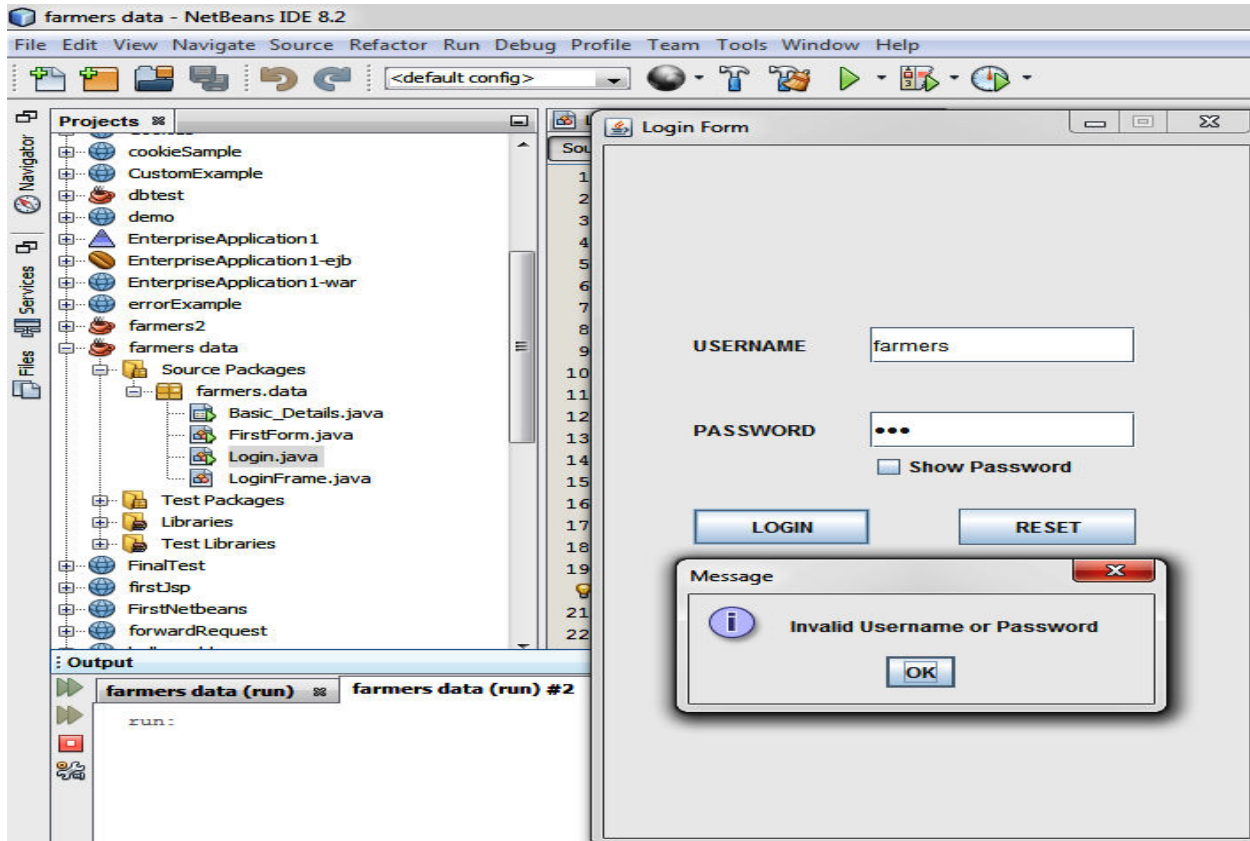 farmers data - NetBeans IDE 8.2
File Edit View Navigate Source Refactor Run Debug Profile Team Tools Window Help
<default config>
Navigator
Services
Files
Projects
cookieSample
CustomExample
dbtest
demo
EnterpriseApplication1
EnterpriseApplication1-ejb
EnterpriseApplication1-war
errorExample
farmers2
farmers data
Source Packages
farmers.data
Basic_Details.java
FirstForm.java
Login.java
LoginFrame.java
Test Packages
Libraries
Test Libraries
FinalTest
firstJsp
FirstNetbeans
forwardRequest
1
2
3
4
5
6
7
8
9
10
11
12
13
14
15
16
17
18
19
21
22
Login Form
USERNAME farmers
PASSWORD •••
Show Password
LOGIN RESET
Message
Invalid Username or Password
OK
Output
farmers data (run) farmers data (run) #2
run: